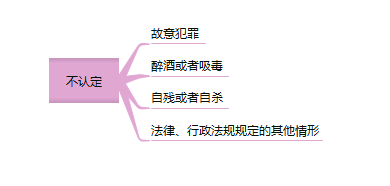 不认定
故意犯罪
醉酒或者吸毒
自残或者自杀
法律、行政法规规定的其他情形